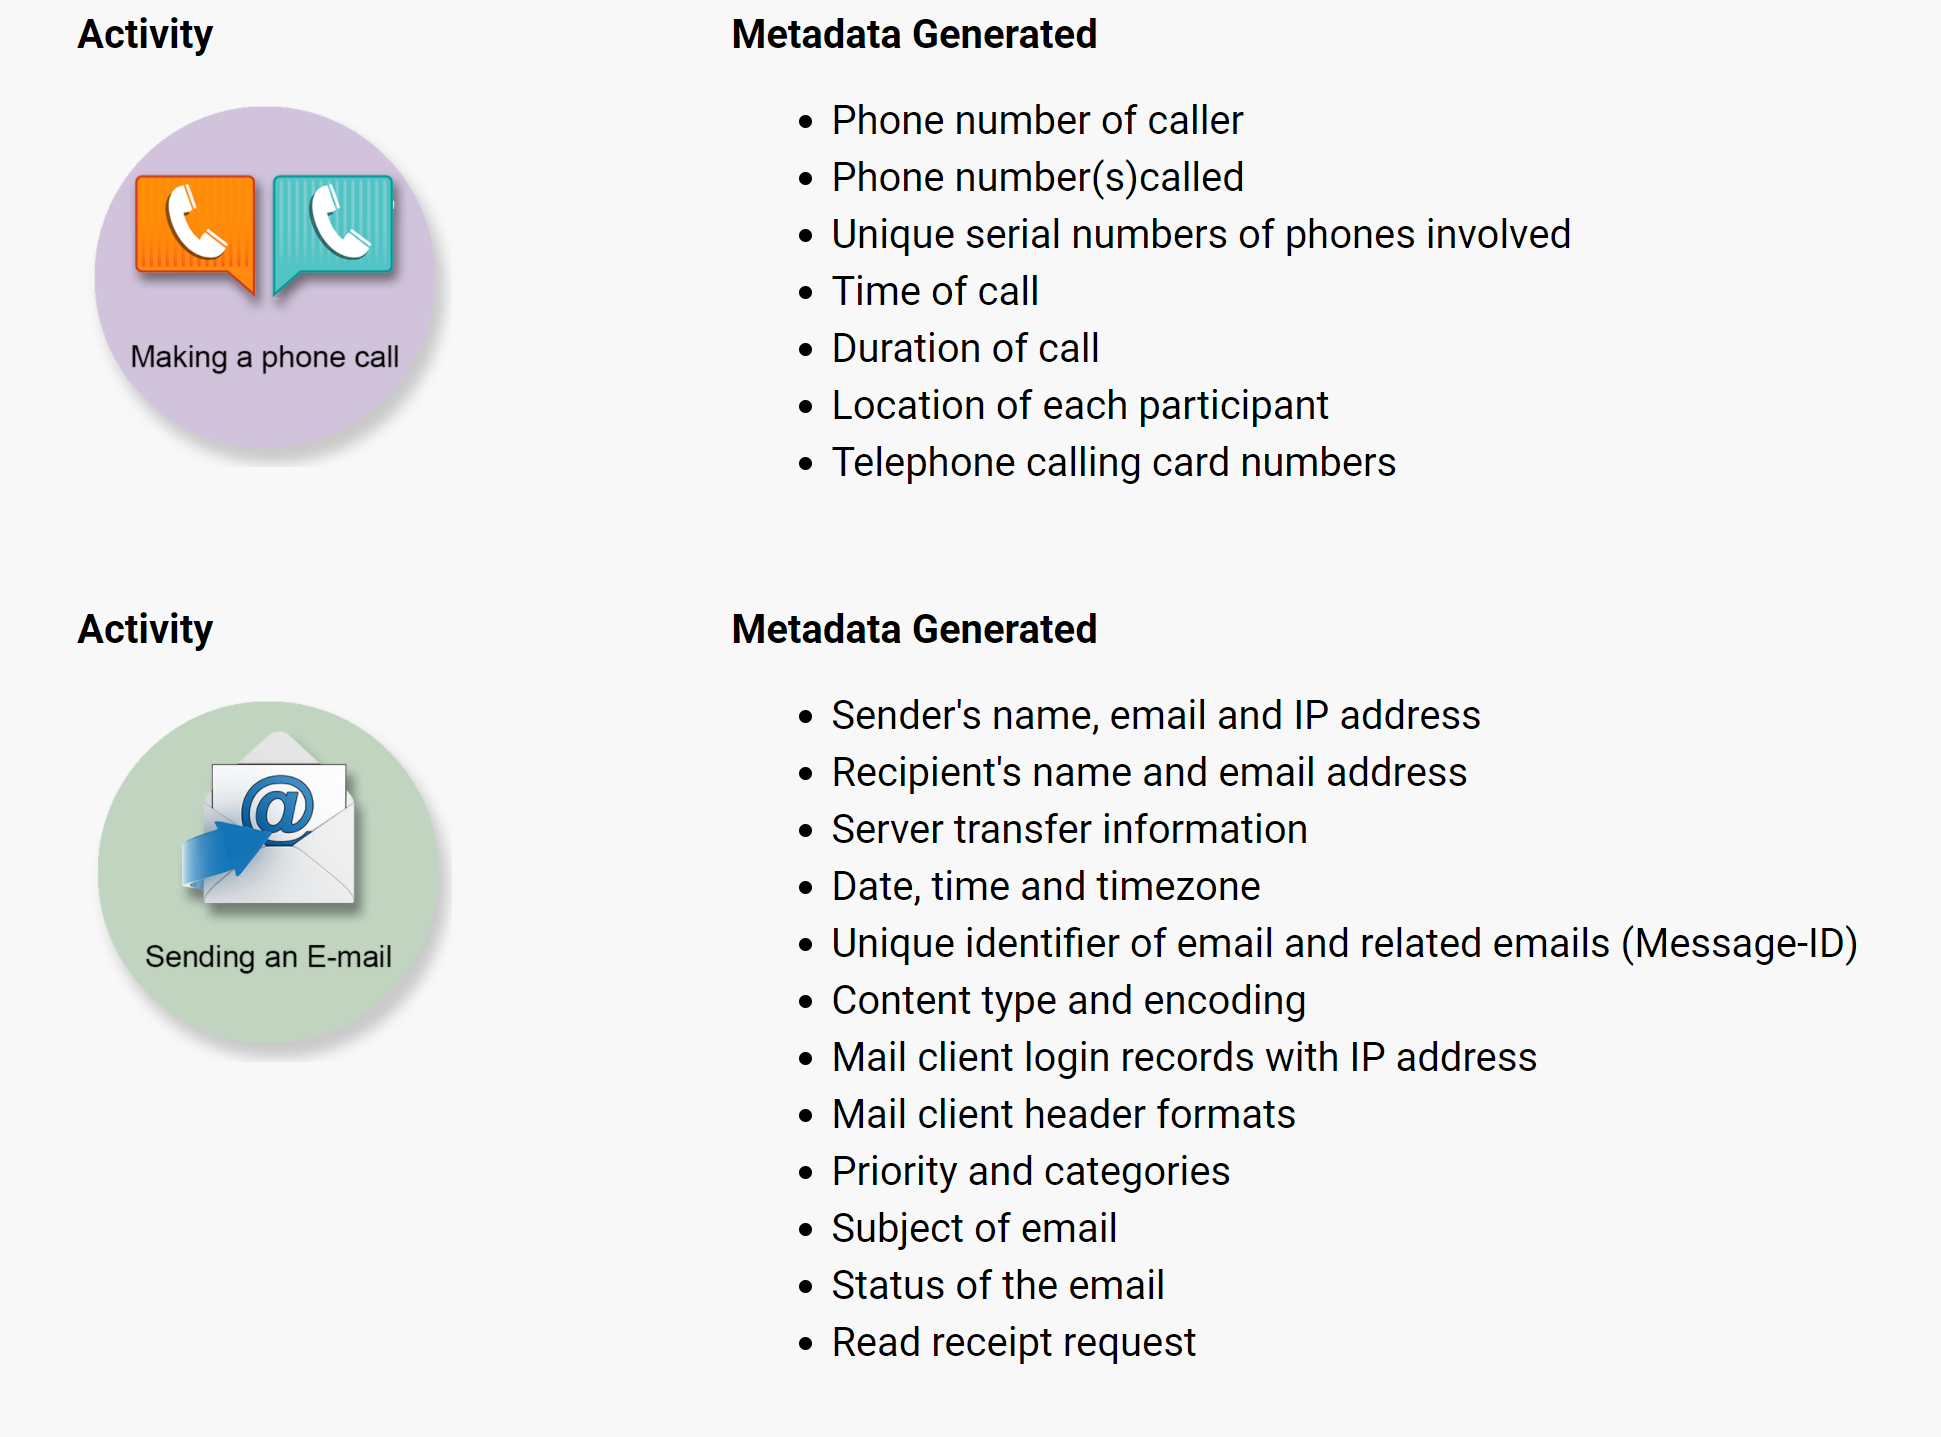 Activity
Metadata Generated
Making a phone call
Phone number of caller
Phone number(s)called
Unique serial numbers of phones involved
Time of call
Duration of call
Location of each participant
Telephone calling card numbers
Activity
Metadata Generated
@
Sending an E-mail
Sender's name, email and IP address
Recipient's name and email address
Server transfer information
Date, time and timezone
Unique identifier of email and related emails (Message-ID)
Content type and encoding
Mail client login records with IP address
Mail client header formats
Priority and categories
Subject of email
Status of the email
Read receipt request